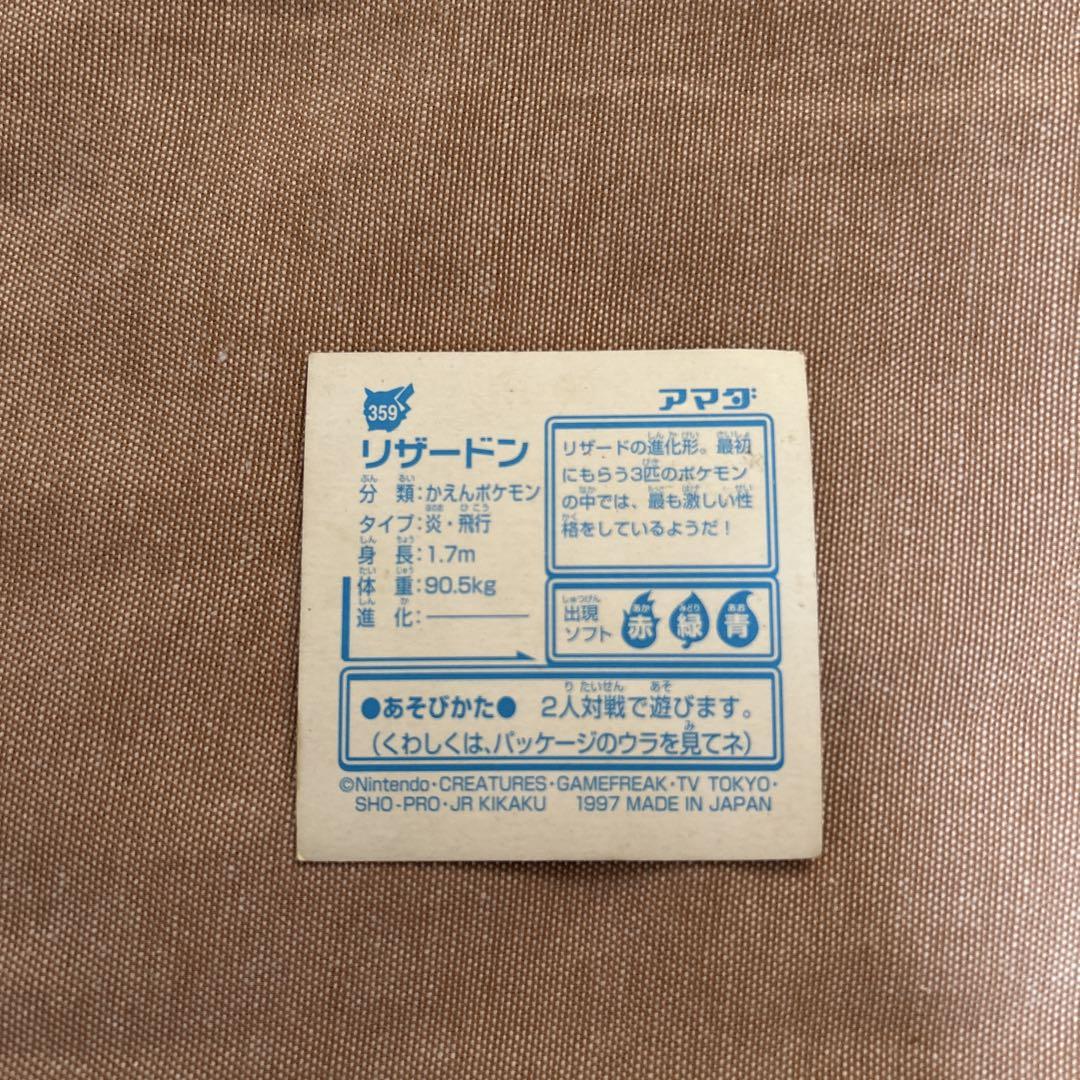 359
アマダ
リザードン
分類:かえんポケモン
タイプ:炎・飛行
身長:1.7m
体重:90.5kg
進化:
リザードの進化形。最初
にもらう3匹のポケモン
の中では、最も激しい性
格をしているようだ!
出現
ソフト
赤 緑 青
●あそびかた● 2人対戦で遊びます。
(くわしくは、パッケージのウラを見てネ)
©Nintendo・CREATURES・GAMEFREAK・TV TOKYO・
SHO-PRO・JR KIKAKU 1997 MADE IN JAPAN